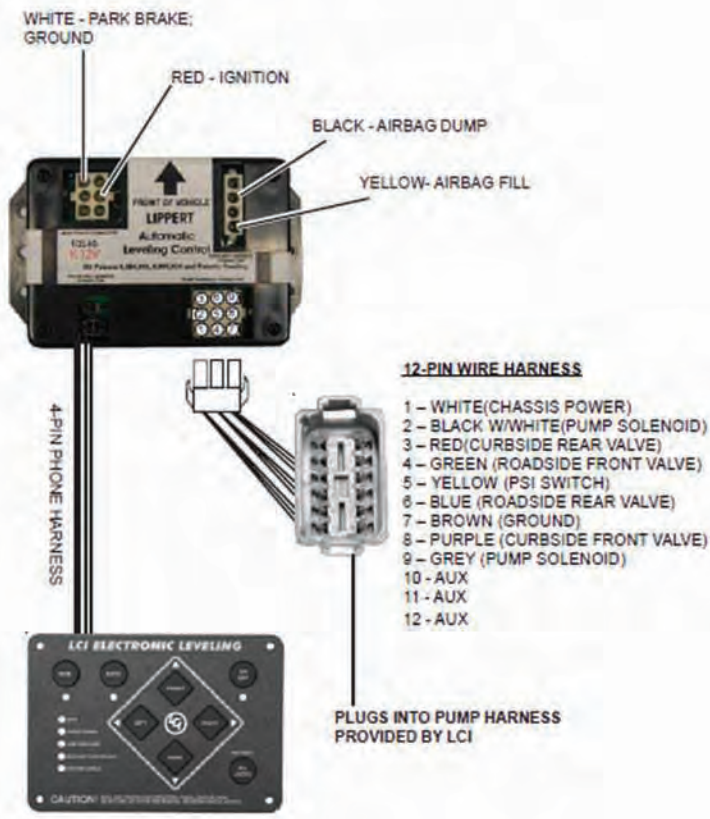 WHITE - PARK BRAKE;
GROUND
RED - IGNITION
BLACK - AIRBAG DUMP
YELLOW- AIRBAG FILL
FRONT OF VEHICLE
LIPPERT
Automatic
Leveling Control
4-PIN PHONE HARNESS
12-PIN WIRE HARNESS
1 – WHITE(CHASSIS POWER)
2 – BLACK W/WHITE(PUMP SOLENOID)
3 – RED(CURBSIDE REAR VALVE)
4 – GREEN (ROADSIDE FRONT VALVE)
5 – YELLOW (PSI SWITCH)
6 – BLUE (ROADSIDE REAR VALVE)
7 – BROWN (GROUND)
8 – PURPLE (CURBSIDE FRONT VALVE)
9 – GREY (PUMP SOLENOID)
10 - AUX
11 - AUX
12 - AUX
LCI ELECTRONIC LEVELING
PLUGS INTO PUMP HARNESS
PROVIDED BY LCI
CAUTION!